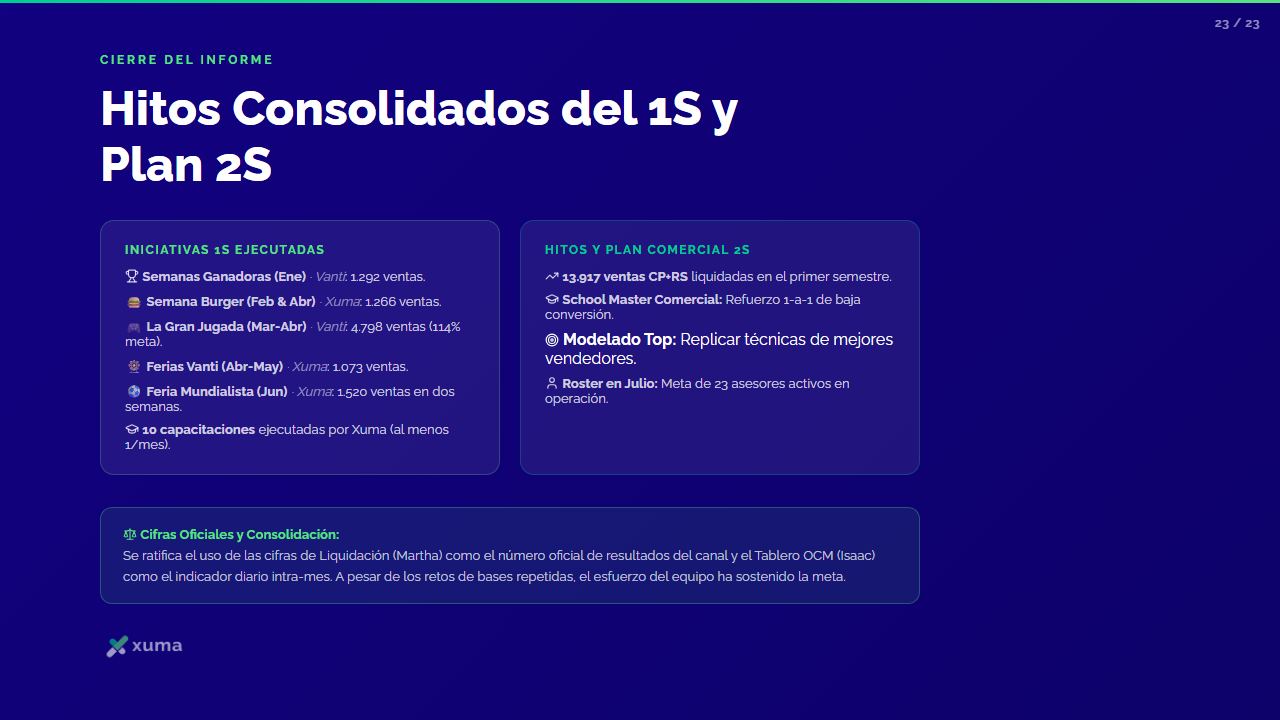 23 / 23
CIERRE DEL INFORME
Hitos Consolidados del 1S y
Plan 2S
INICIATIVAS 1S EJECUTADAS
Semanas Ganadoras (Ene) · Vanti: 1.292 ventas.
Semana Burger (Feb & Abr) · Xuma: 1.266 ventas.
La Gran Jugada (Mar-Abr) · Vanti: 4.798 ventas (114%
meta).
Ferias Vanti (Abr-May) · Xuma: 1.073 ventas.
Feria Mundialista (Jun) · Xuma: 1.520 ventas en dos
semanas.
10 capacitaciones ejecutadas por Xuma (al menos
1/mes).
HITOS Y PLAN COMERCIAL 2S
13.917 ventas CP+RS liquidadas en el primer semestre.
School Master Comercial: Refuerzo 1-a-1 de baja
conversión.
Modelado Top: Replicar técnicas de mejores
vendedores.
Roster en Julio: Meta de 23 asesores activos en
operación.
Cifras Oficiales y Consolidación:
Se ratifica el uso de las cifras de Liquidación (Martha) como el número oficial de resultados del canal y el Tablero OCM (Isaac)
como el indicador diario intra-mes. A pesar de los retos de bases repetidas, el esfuerzo del equipo ha sostenido la meta.
xuma